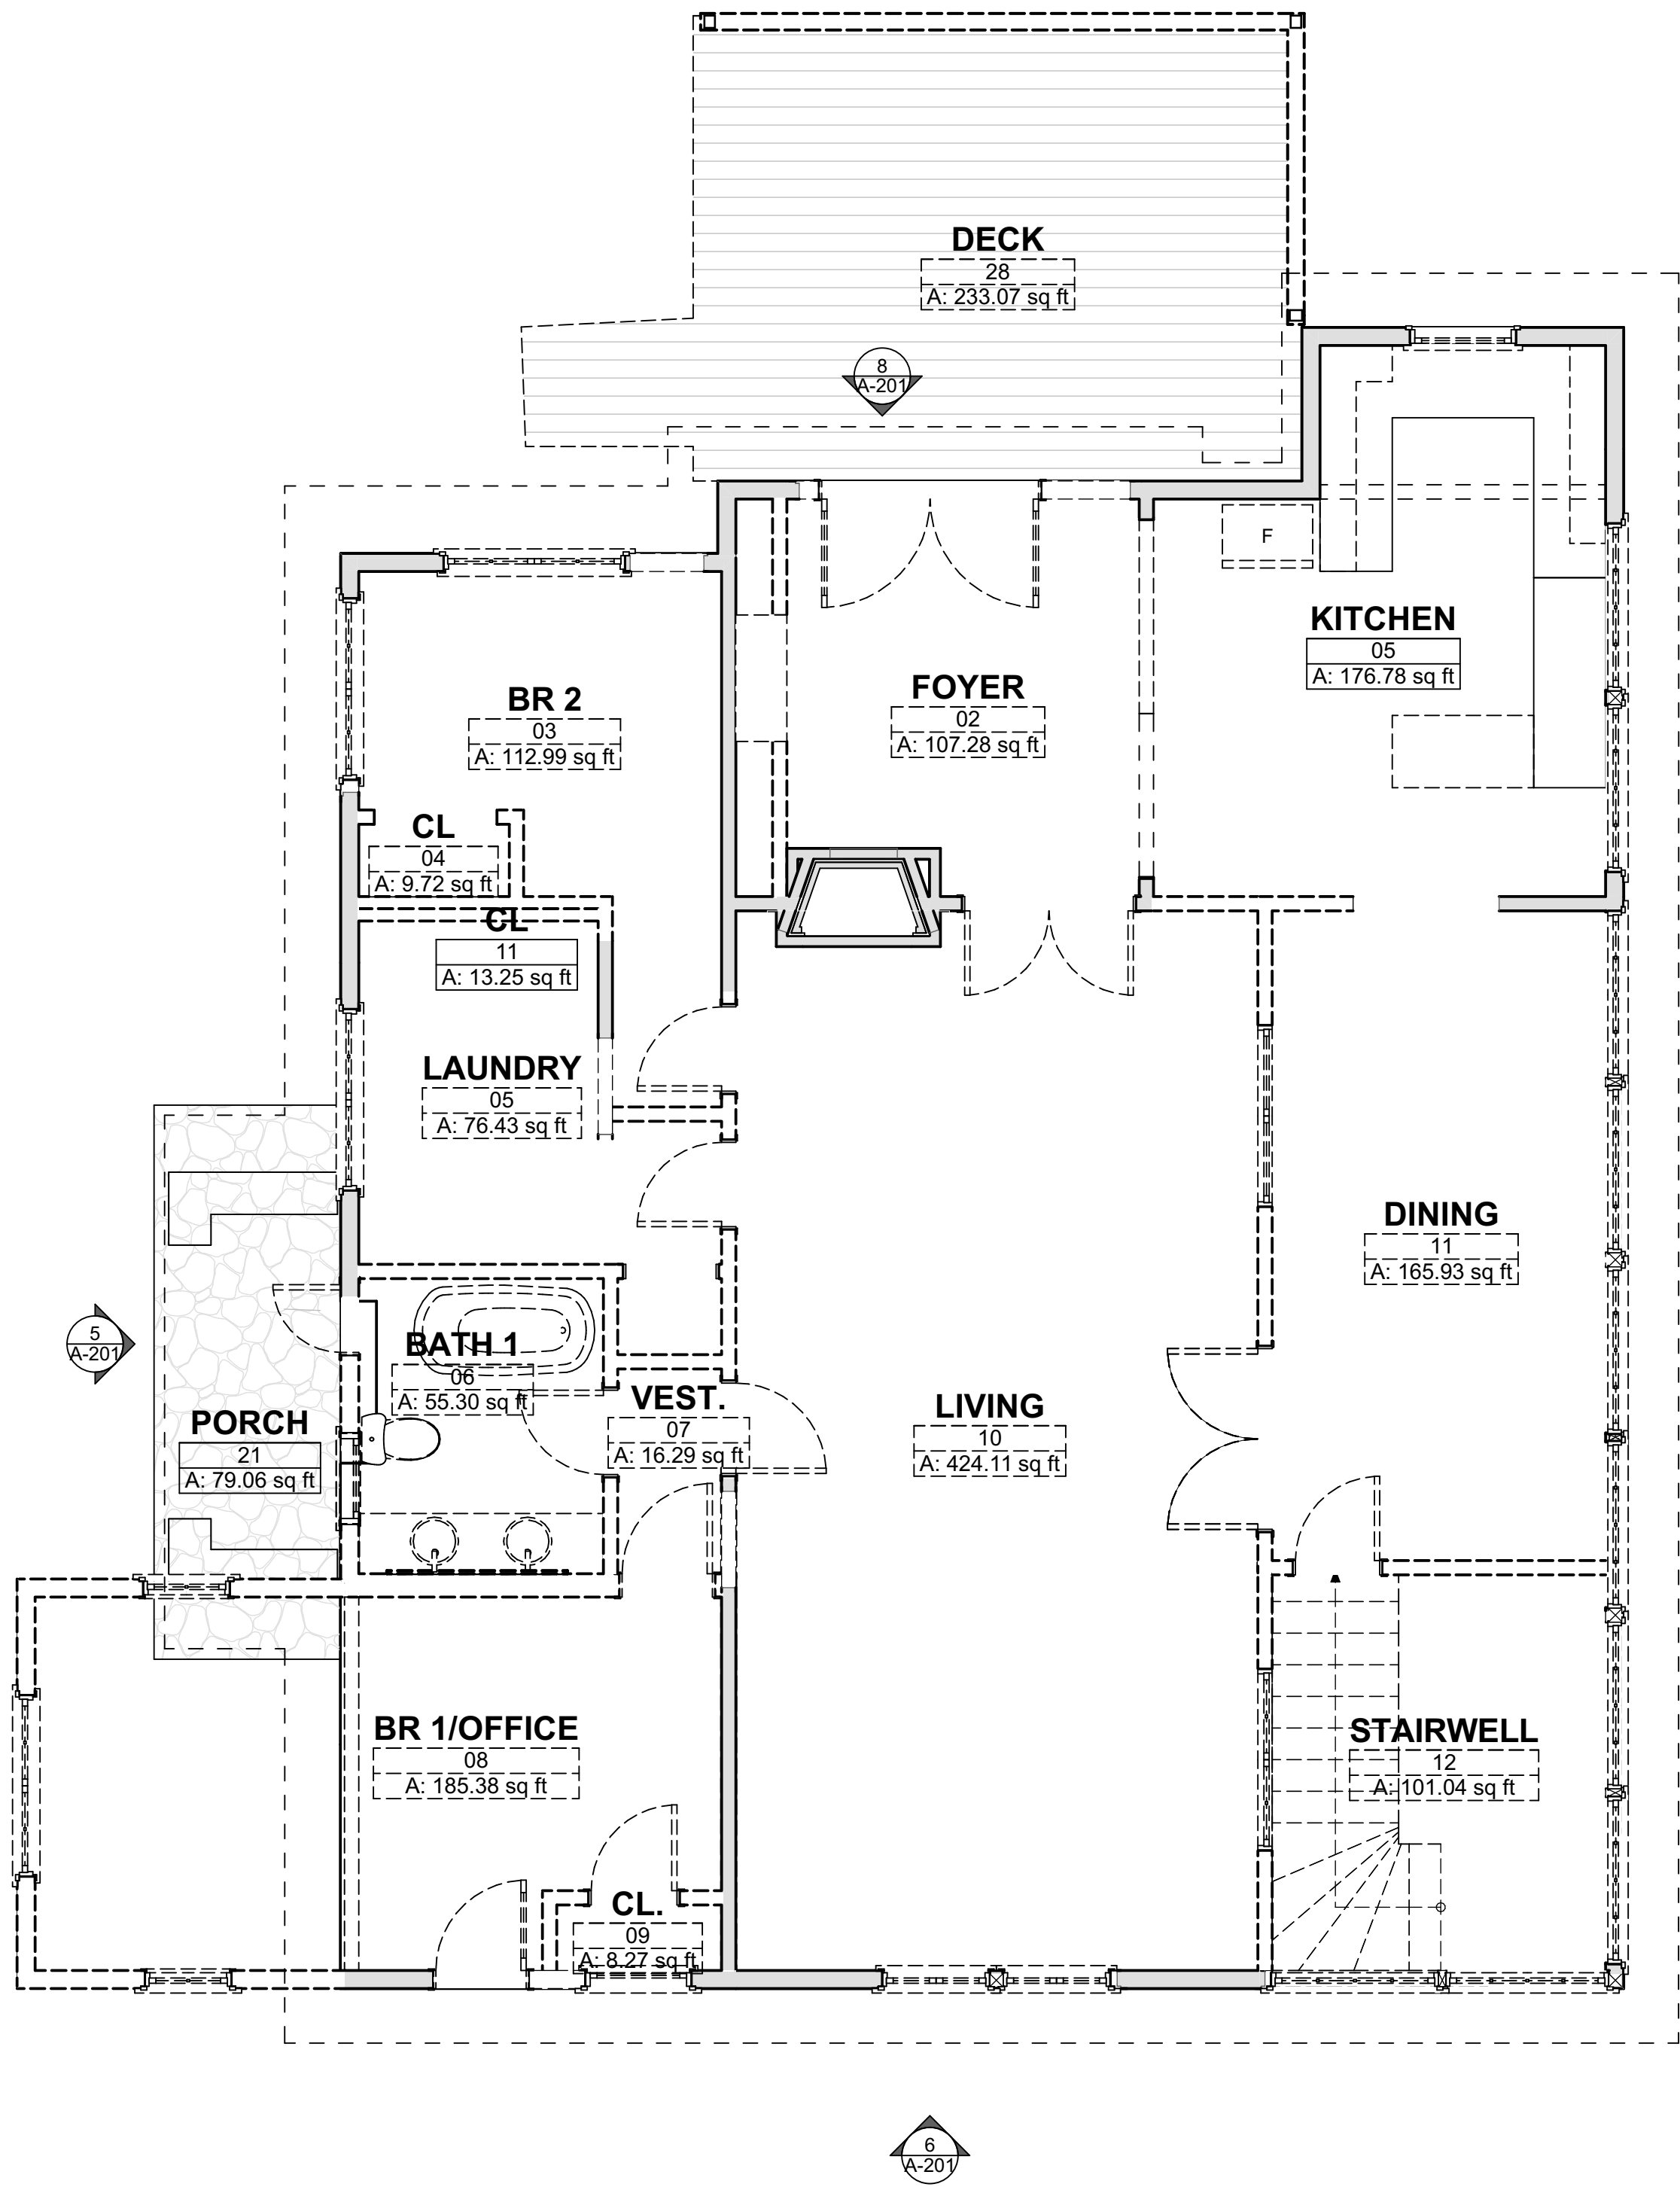 DECK
28
A: 233.07 sq ft
8
A-201
F
KITCHEN
05
A: 176.78 sq ft
BR 2
03
A: 112.99 sq ft
FOYER
02
A: 107.28 sq ft
CL
04
A: 9.72 sq ft
CL
11
A: 13.25 sq ft
LAUNDRY
05
A: 76.43 sq ft
DINING
11
A: 165.93 sq ft
5
A-201
BATH 1
06
A: 55.30 sq ft
PORCH
21
A: 79.06 sq ft
VEST.
07
A: 16.29 sq ft
LIVING
10
A: 424.11 sq ft
BR 1/OFFICE
08
A: 185.38 sq ft
STAIRWELL
12
A: 101.04 sq ft
CL.
09
A: 8.27 sq ft
6
A-201